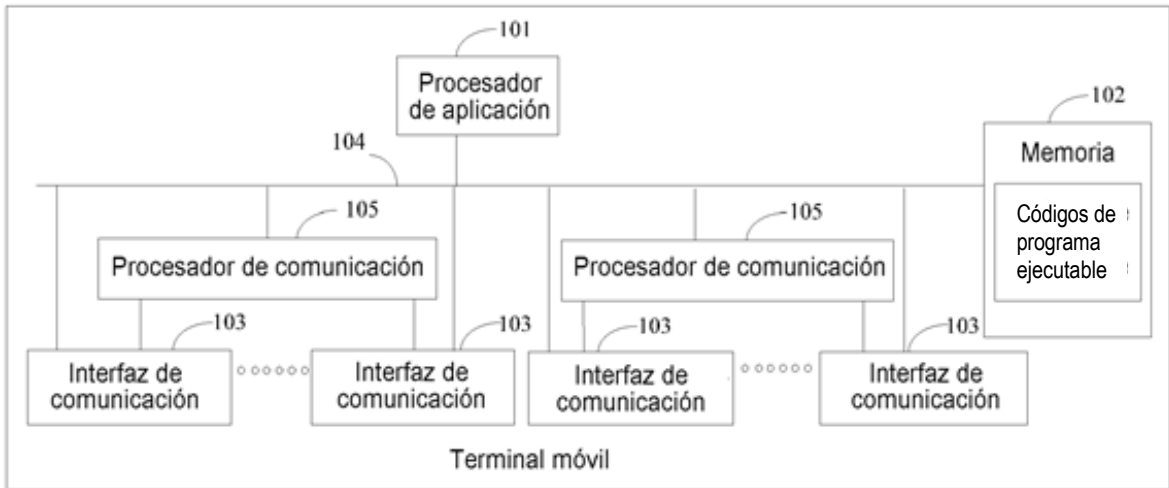 101
Procesador
de aplicación
102
104
Memoria
105
105
Códigos de
programa
ejecutable
Procesador de comunicación
Procesador de comunicación
103
103
103
103
Interfaz de
comunicación
Interfaz de
comunicación
Interfaz de
comunicación
Interfaz de
comunicación
Terminal móvil